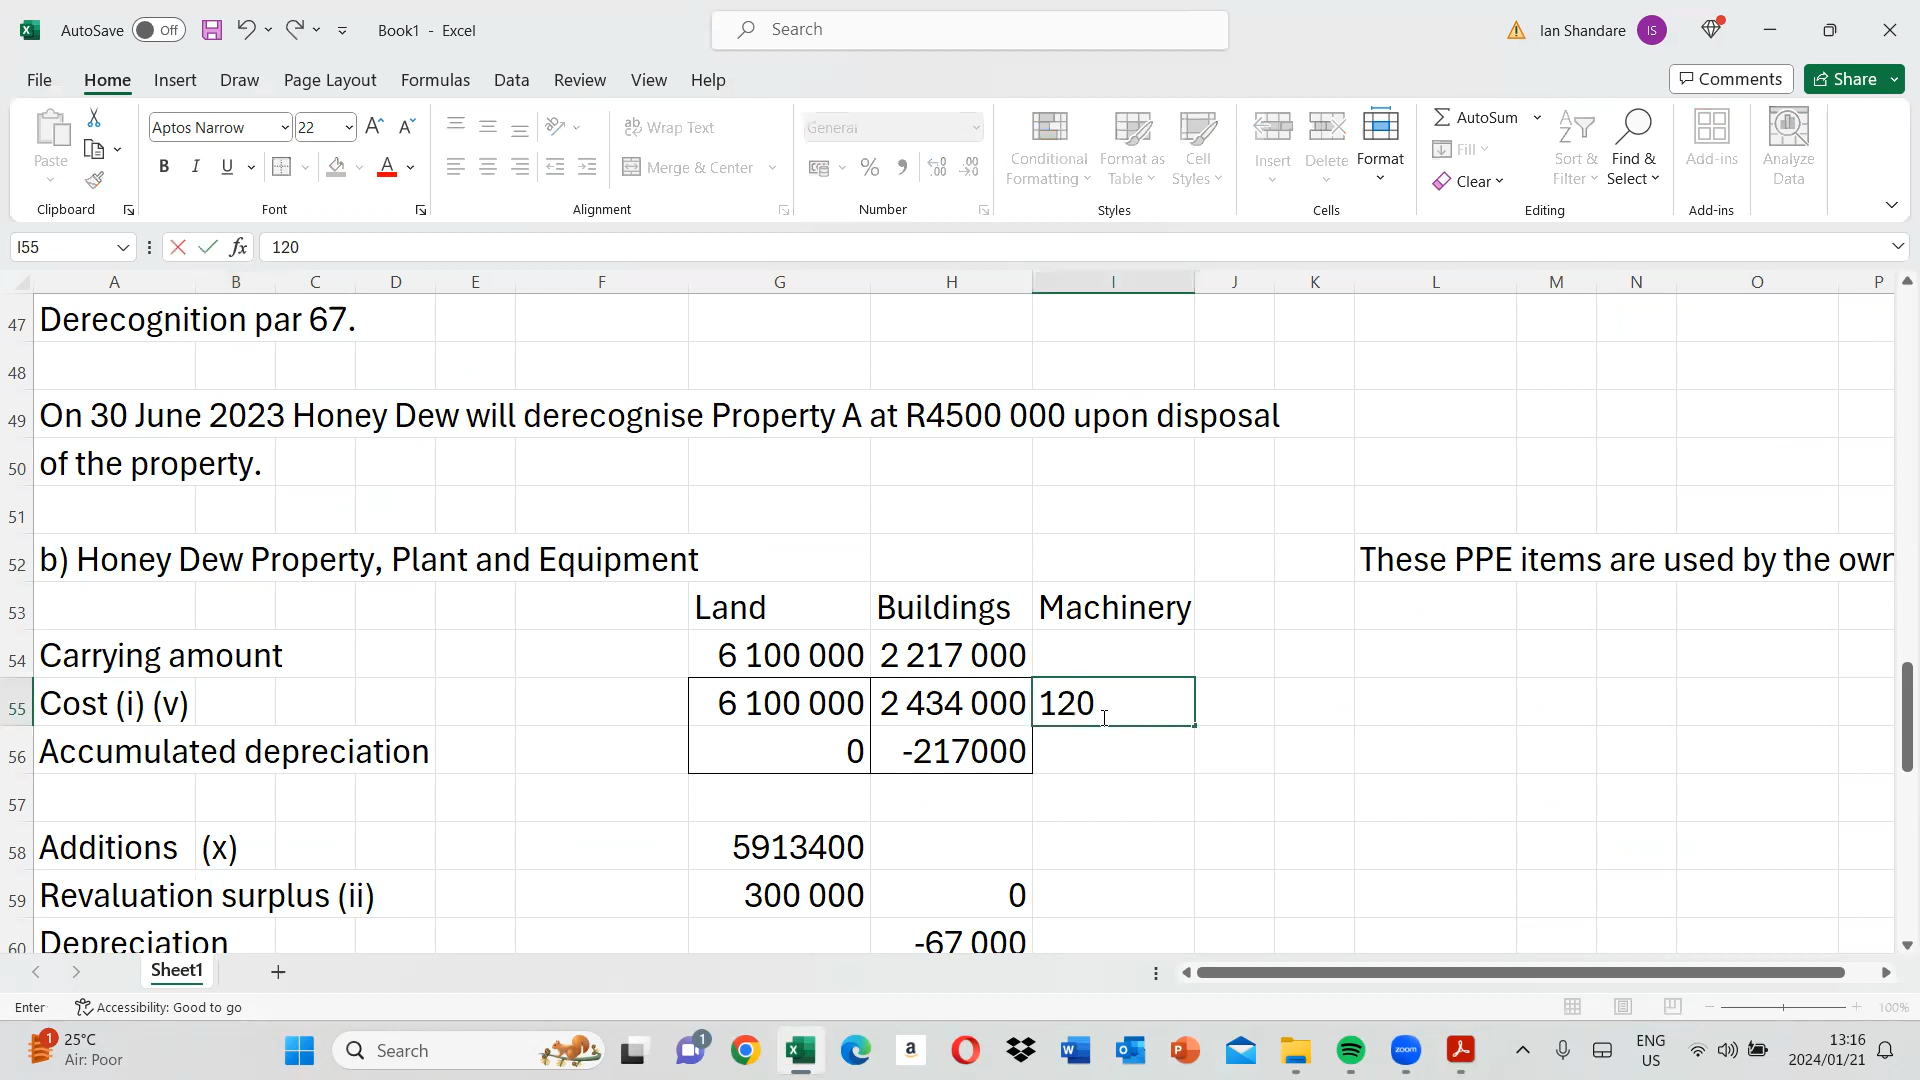 AutoSave Off Book1 - Excel Search Ian Shandare IS
File Home Insert Draw Page Layout Formulas Data Review View Help Comments Share
Paste Aptos Narrow 22 A A B I U A Wrap Text Merge & Center General % Conditional Formatting Format as Table Cell Styles Insert Delete Format AutoSum Fill Clear Sort & Filter Find & Select Add-ins Analyze Data
Clipboard Font Alignment Number Styles Cells Editing Add-ins
I55 fx 120
A B C D E F G H I J K L M N O P
47 Derecognition par 67.
48
49 On 30 June 2023 Honey Dew will derecognise Property A at R4500 000 upon disposal
50 of the property.
51
52 b) Honey Dew Property, Plant and Equipment These PPE items are used by the own
53 Land Buildings Machinery
54 Carrying amount 6 100 000 2 217 000
55 Cost (i) (v) 6 100 000 2 434 000 120
56 Accumulated depreciation 0 -217000
57
58 Additions (x) 5913400
59 Revaluation surplus (ii) 300 000 0
60 Depreciation -67 000
Sheet1
Enter Accessibility: Good to go 100%
1 25°C Air: Poor Search 1 a zoom ENG US 13:16 2024/01/21